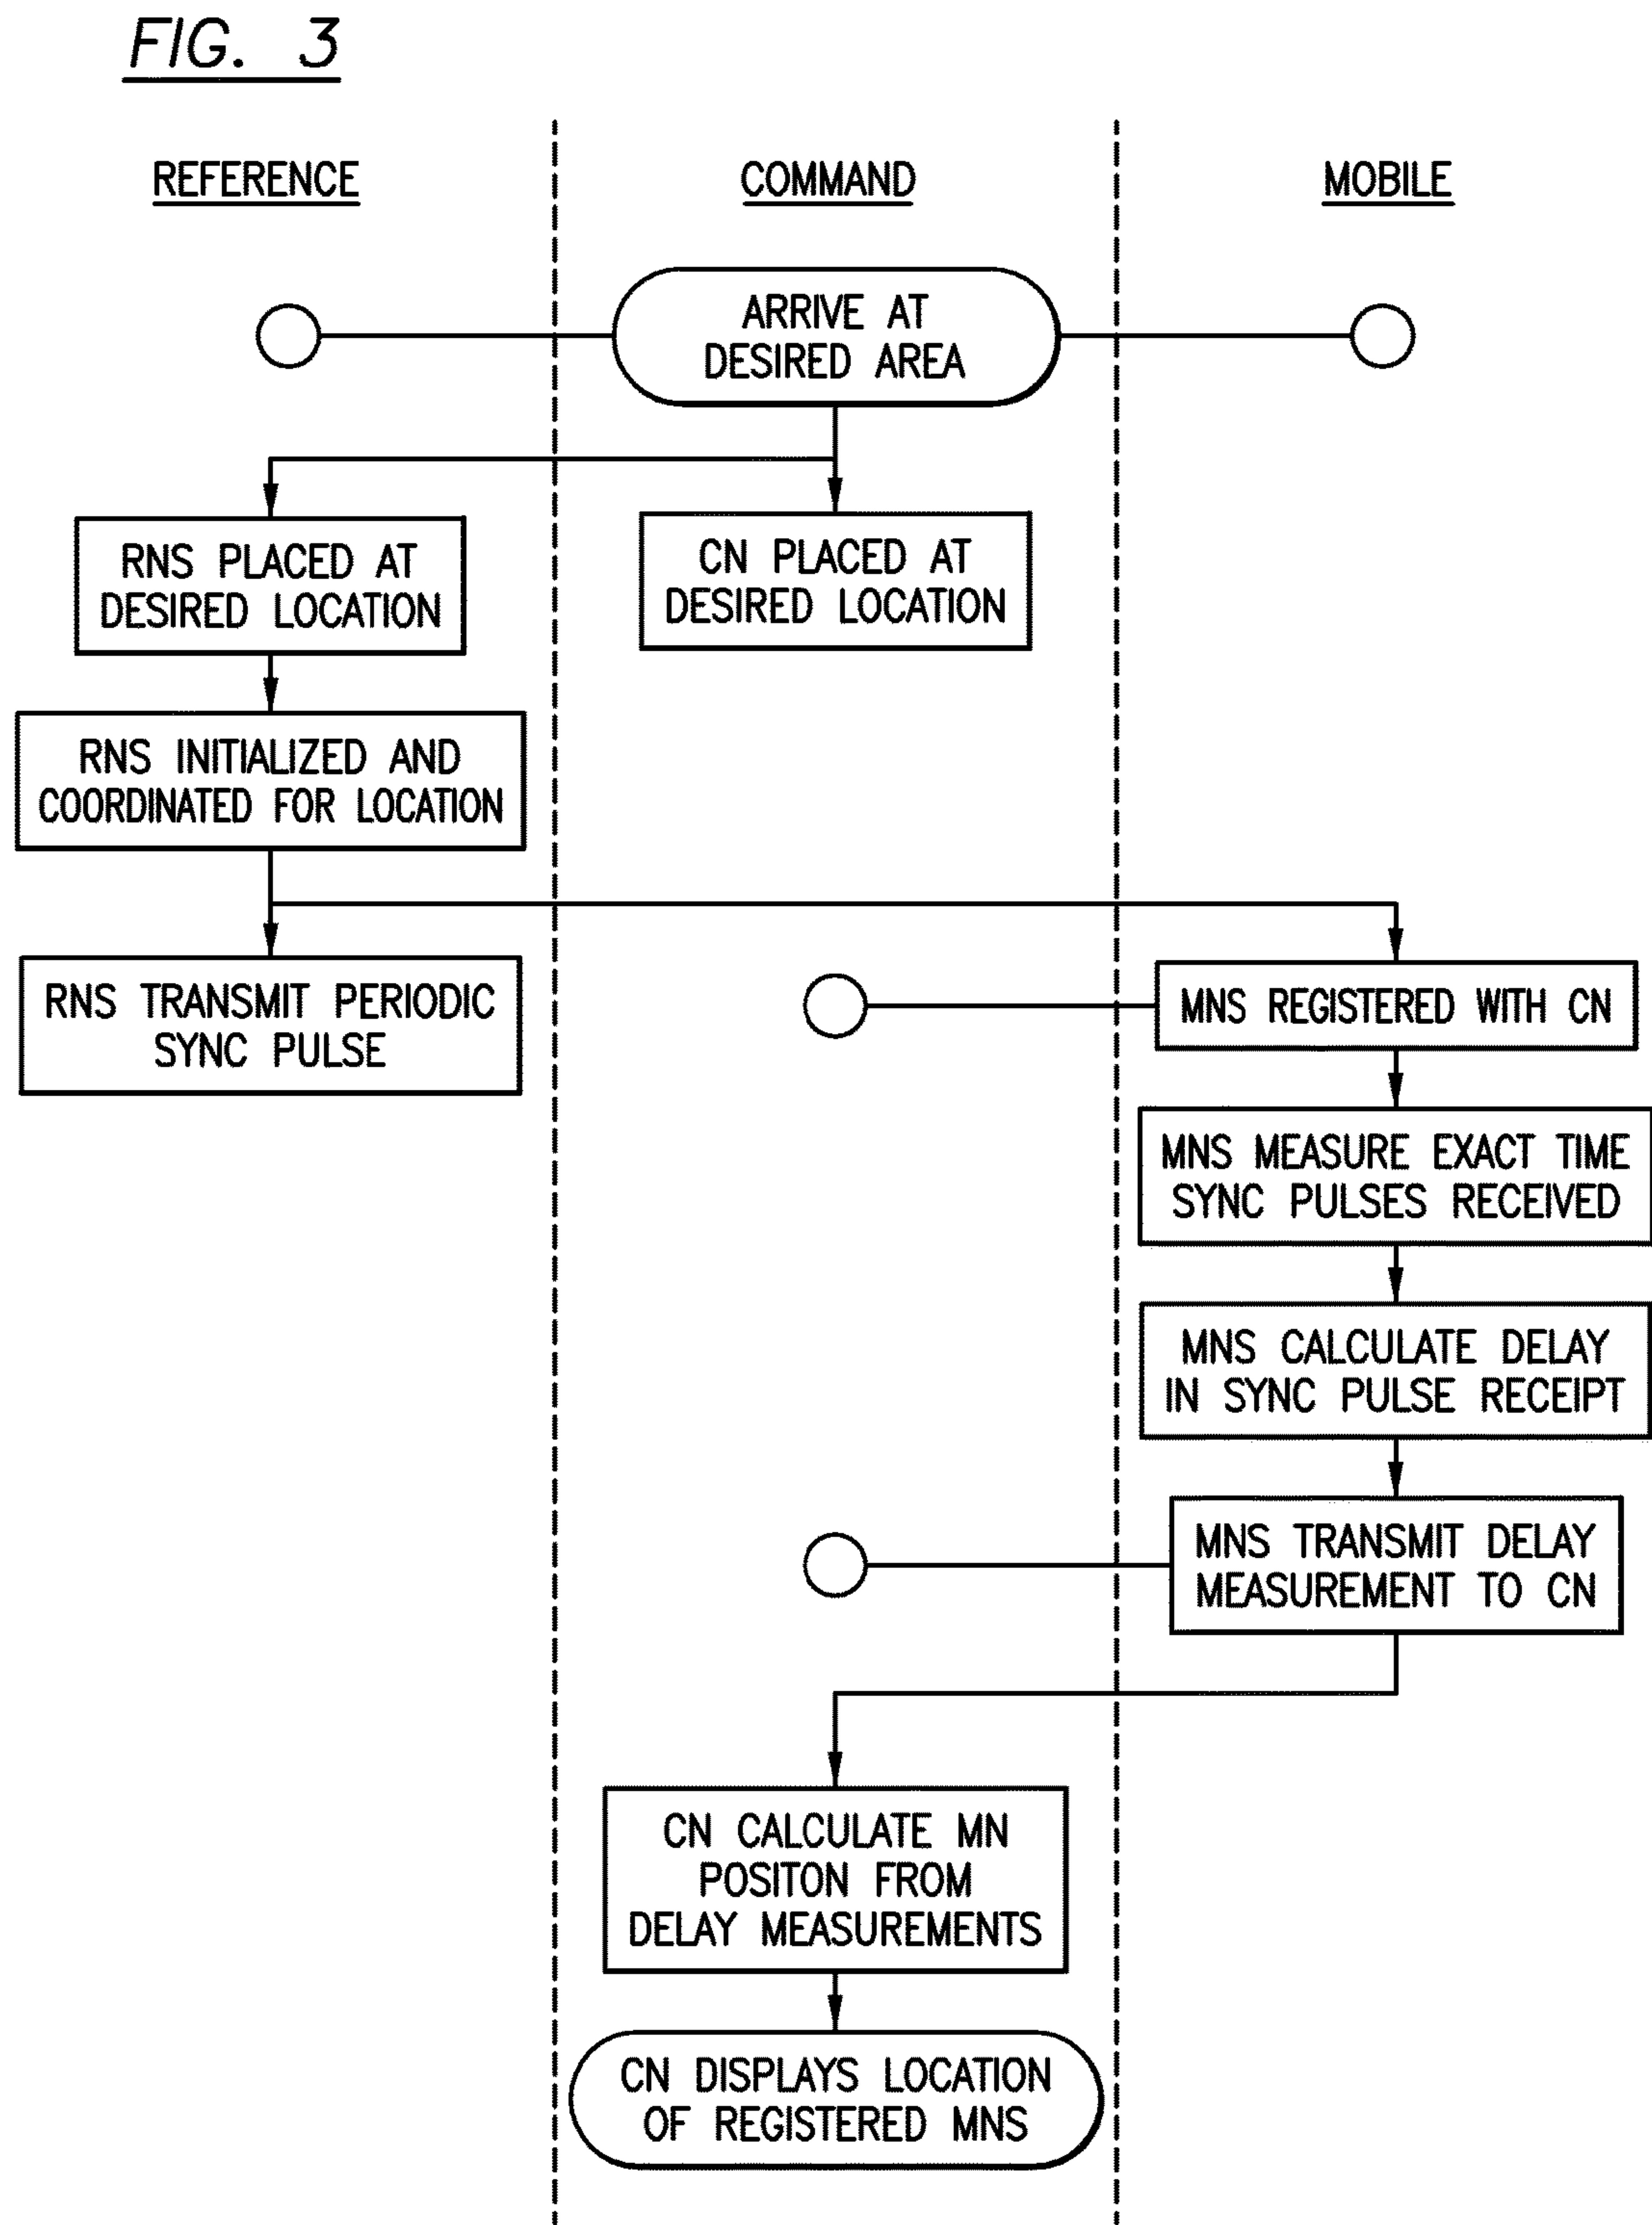 FIG. 3
REFERENCE
COMMAND
MOBILE
ARRIVE AT
DESIRED AREA
RNS PLACED AT
DESIRED LOCATION
CN PLACED AT
DESIRED LOCATION
RNS INITIALIZED AND
COORDINATED FOR LOCATION
RNS TRANSMIT PERIODIC
SYNC PULSE
MNS REGISTERED WITH CN
MNS MEASURE EXACT TIME
SYNC PULSES RECEIVED
MNS CALCULATE DELAY
IN SYNC PULSE RECEIPT
MNS TRANSMIT DELAY
MEASUREMENT TO CN
CN CALCULATE MN
POSITON FROM
DELAY MEASUREMENTS
CN DISPLAYS LOCATION
OF REGISTERED MNS